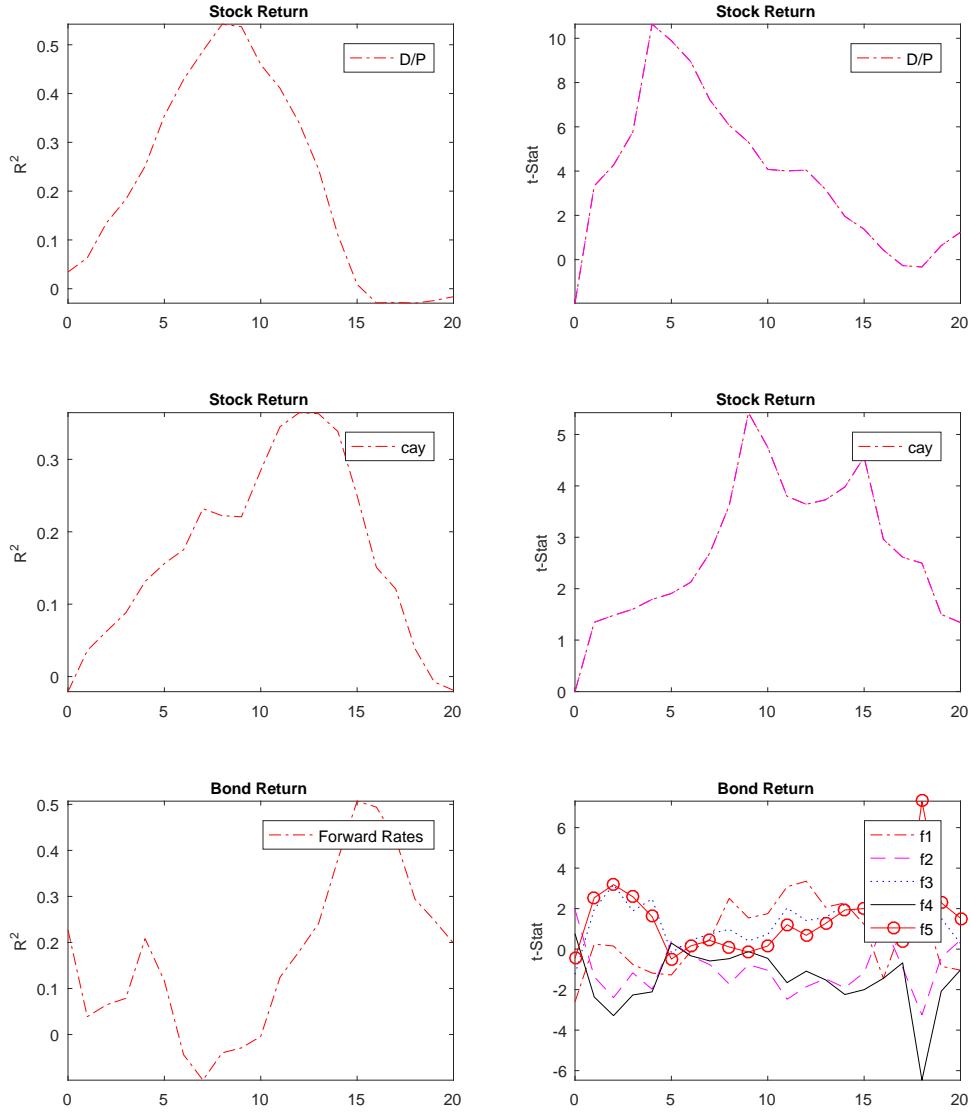 Stock Return
R²
D/P
0.5
0.4
0.3
0.2
0.1
0
0 5 10 15 20
Stock Return
t-Stat
D/P
10
8
6
4
2
0
0 5 10 15 20
Stock Return
R²
cay
0.3
0.2
0.1
0
0 5 10 15 20
Stock Return
t-Stat
cay
5
4
3
2
1
0
0 5 10 15 20
Bond Return
R²
Forward Rates
0.5
0.4
0.3
0.2
0.1
0
0 5 10 15 20
Bond Return
t-Stat
f1
f2
f3
f4
f5
6
4
2
0
-2
-4
-6
0 5 10 15 20